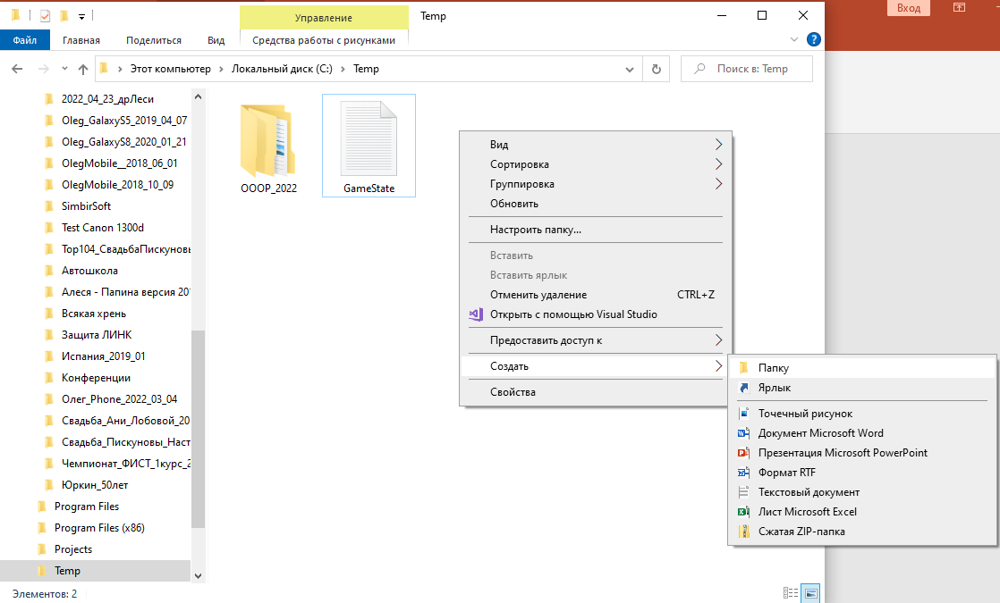 Управление
Temp
Вход
Файл
Главная
Поделиться
Вид
Средства работы с рисунками
?
Этот компьютер
Локальный диск (C:)
Temp
Поиск в: Temp
2022_04_23_дрЛеси
Oleg_GalaxyS5_2019_04_07
Oleg_GalaxyS8_2020_01_21
OlegMobile__2018_06_01
OlegMobile_2018_10_09
SimbirSoft
Test Canon 1300d
Top104_СвадьбаПискуновы
Автошкола
Алеся - Папина версия 201
Всякая хрень
Защита ЛИНК
Испания_2019_01
Конференции
Олег_Phone_2022_03_04
Свадьба_Ани_Лобовой_20
Свадьба_Пискуновы_Наст
Чемпионат_ФИСТ_1курс_2
Юркин_50лет
Program Files
Program Files (x86)
Projects
Temp
OOOP_2022
GameState
Вид
Сортировка
Группировка
Обновить
Настроить папку...
Вставить
Вставить ярлык
Отменить удаление CTRL+Z
Открыть с помощью Visual Studio
Предоставить доступ к
Создать
Свойства
Папку
Ярлык
Точечный рисунок
Документ Microsoft Word
Презентация Microsoft PowerPoint
Формат RTF
Текстовый документ
Лист Microsoft Excel
Сжатая ZIP-папка
Элементов: 2